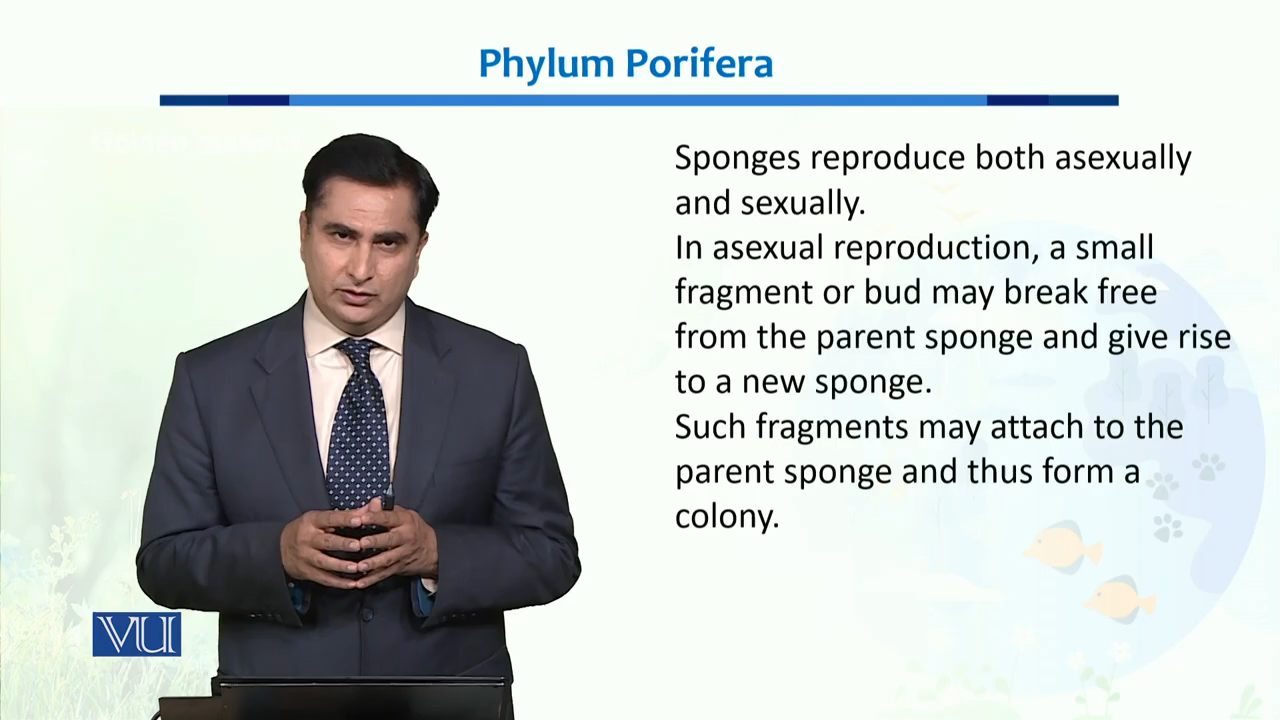 Phylum Porifera
Sponges reproduce both asexually
and sexually.
In asexual reproduction, a small
fragment or bud may break free
from the parent sponge and give rise
to a new sponge.
Such fragments may attach to the
parent sponge and thus form a
colony.
VU